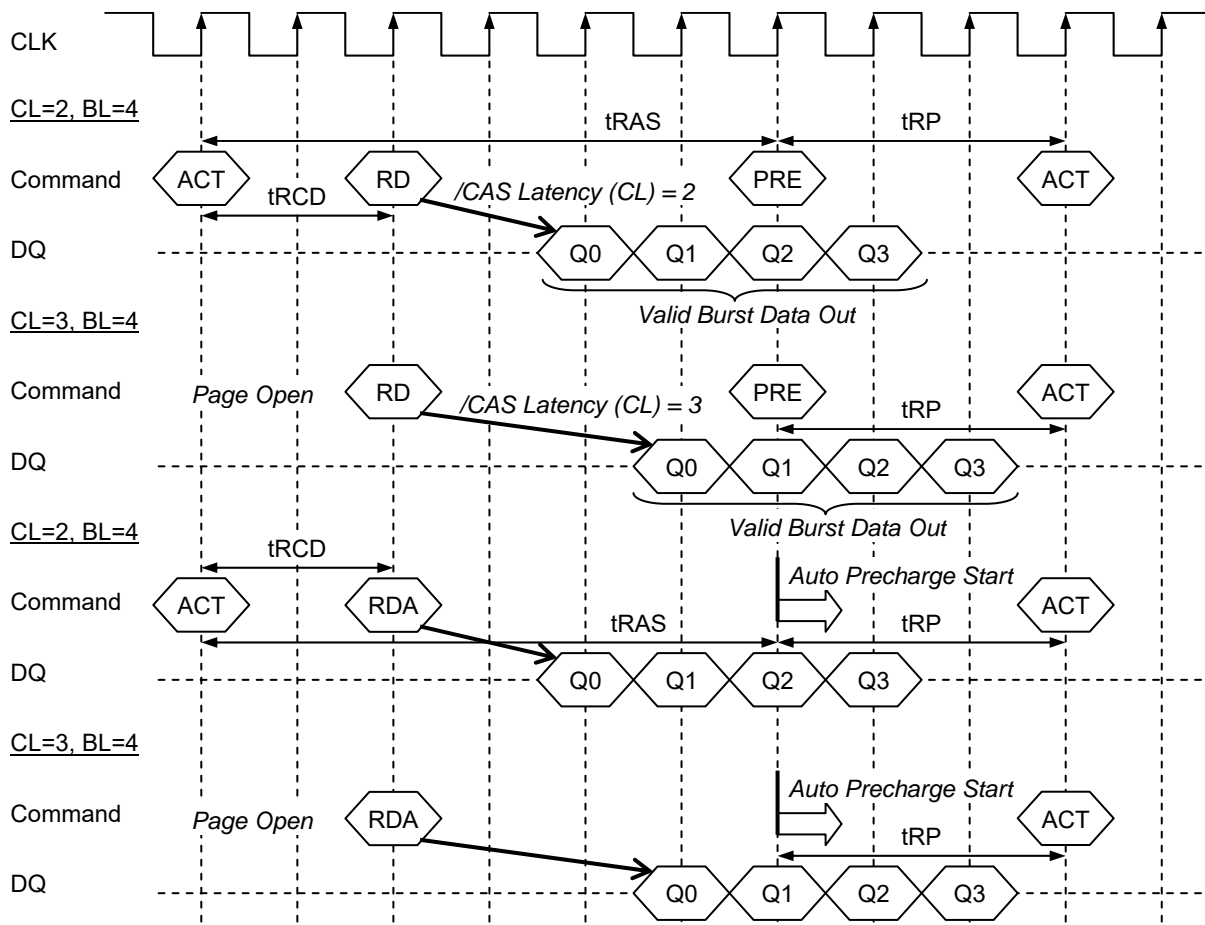 CLK
CL=2, BL=4
tRAS tRP
Command ACT RD PRE ACT
tRCD /CAS Latency (CL) = 2
DQ Q0 Q1 Q2 Q3
Valid Burst Data Out
CL=3, BL=4
Command Page Open RD PRE ACT
/CAS Latency (CL) = 3 tRP
DQ Q0 Q1 Q2 Q3
Valid Burst Data Out
CL=2, BL=4
tRCD
Auto Precharge Start
Command ACT RDA ACT
tRAS tRP
DQ Q0 Q1 Q2 Q3
CL=3, BL=4
Auto Precharge Start
Command Page Open RDA ACT
tRP
DQ Q0 Q1 Q2 Q3